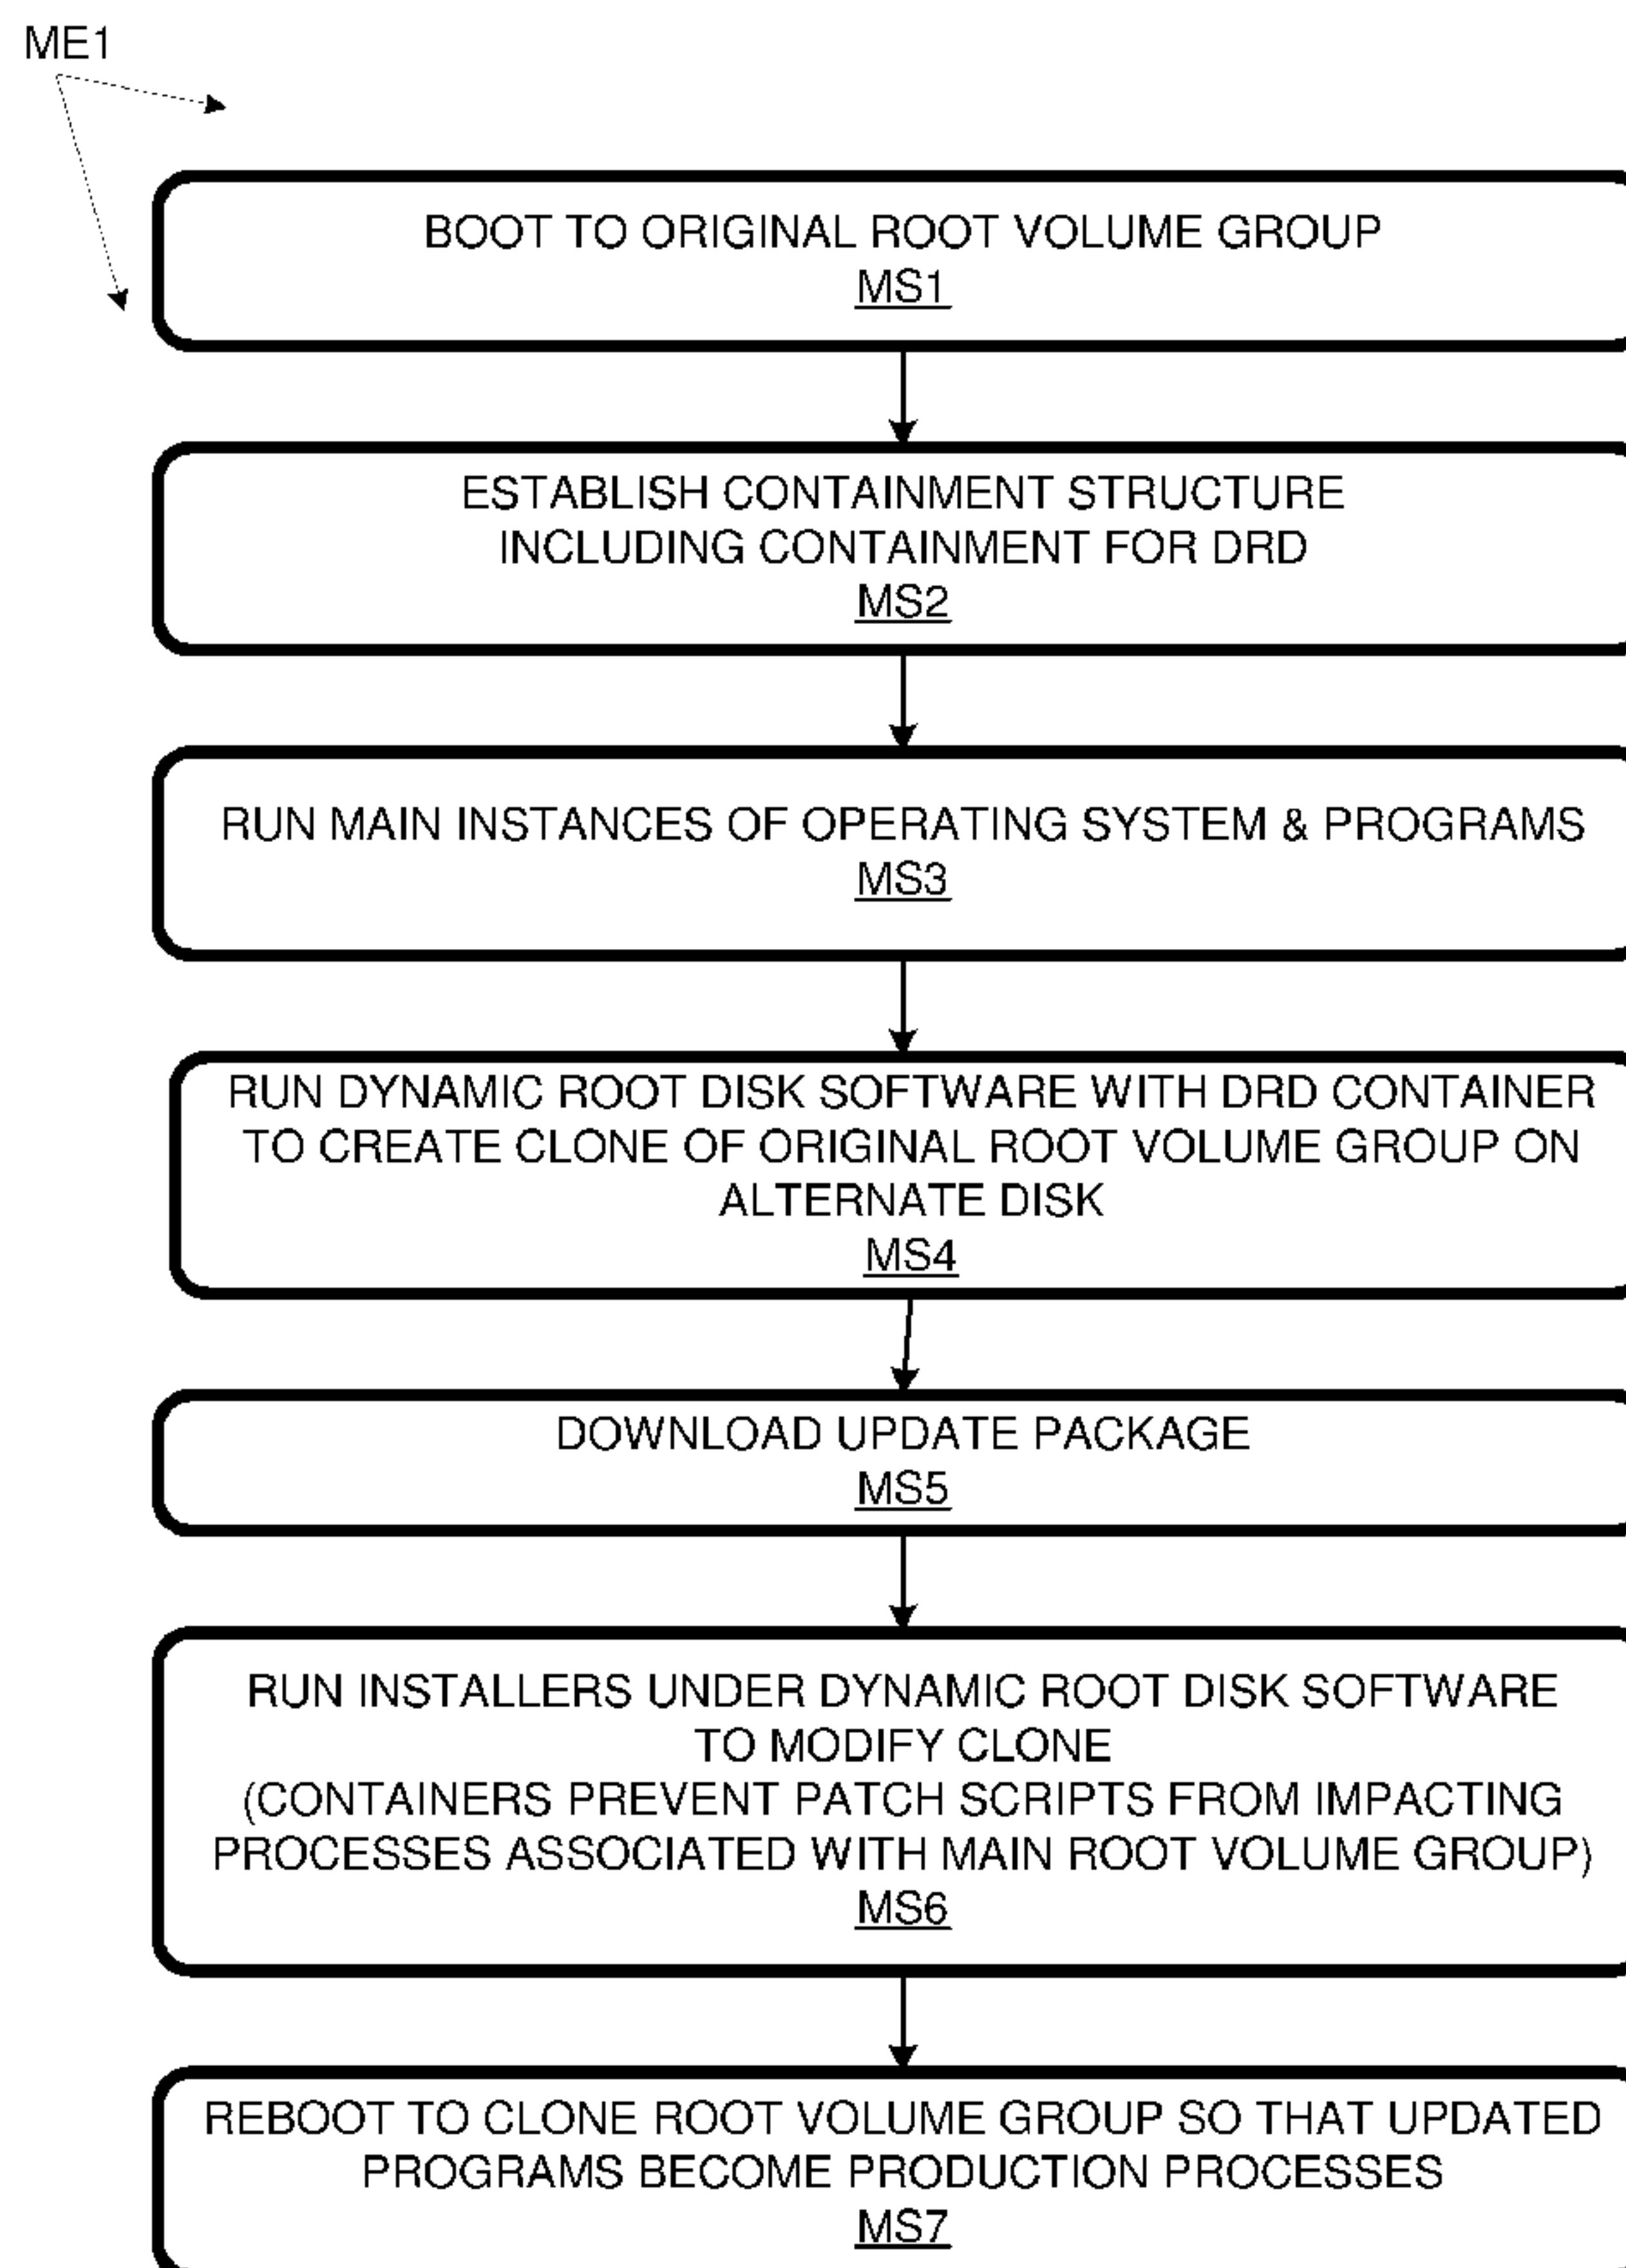 ME1
BOOT TO ORIGINAL ROOT VOLUME GROUP
MS1
ESTABLISH CONTAINMENT STRUCTURE
INCLUDING CONTAINMENT FOR DRD
MS2
RUN MAIN INSTANCES OF OPERATING SYSTEM & PROGRAMS
MS3
RUN DYNAMIC ROOT DISK SOFTWARE WITH DRD CONTAINER
TO CREATE CLONE OF ORIGINAL ROOT VOLUME GROUP ON
ALTERNATE DISK
MS4
DOWNLOAD UPDATE PACKAGE
MS5
RUN INSTALLERS UNDER DYNAMIC ROOT DISK SOFTWARE
TO MODIFY CLONE
(CONTAINERS PREVENT PATCH SCRIPTS FROM IMPACTING
PROCESSES ASSOCIATED WITH MAIN ROOT VOLUME GROUP)
MS6
REBOOT TO CLONE ROOT VOLUME GROUP SO THAT UPDATED
PROGRAMS BECOME PRODUCTION PROCESSES
MS7